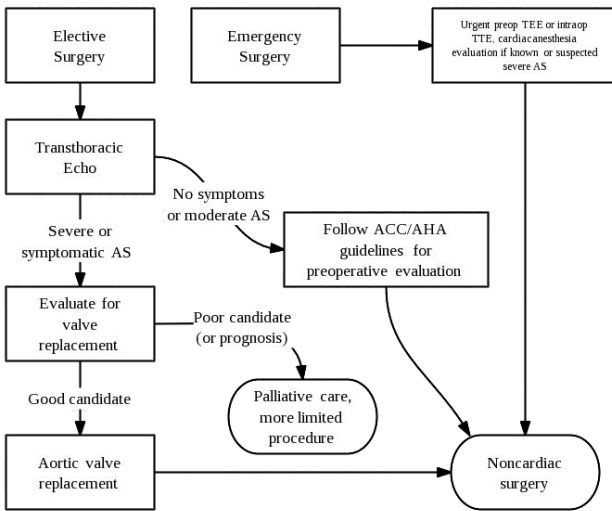 Elective
Surgery
Emergency
Surgery
Urgent preop TEE or intraop
TTE, cardiac anesthesia
evaluation if known or suspected
severe AS
Transthoracic
Echo
No symptoms
or moderate AS
Severe or
symptomatic AS
Follow ACC/AHA
guidelines for
preoperative evaluation
Evaluate for
valve
replacement
Poor candidate
(or prognosis)
Good candidate
Palliative care,
more limited
procedure
Aortic valve
replacement
Noncardiac
surgery